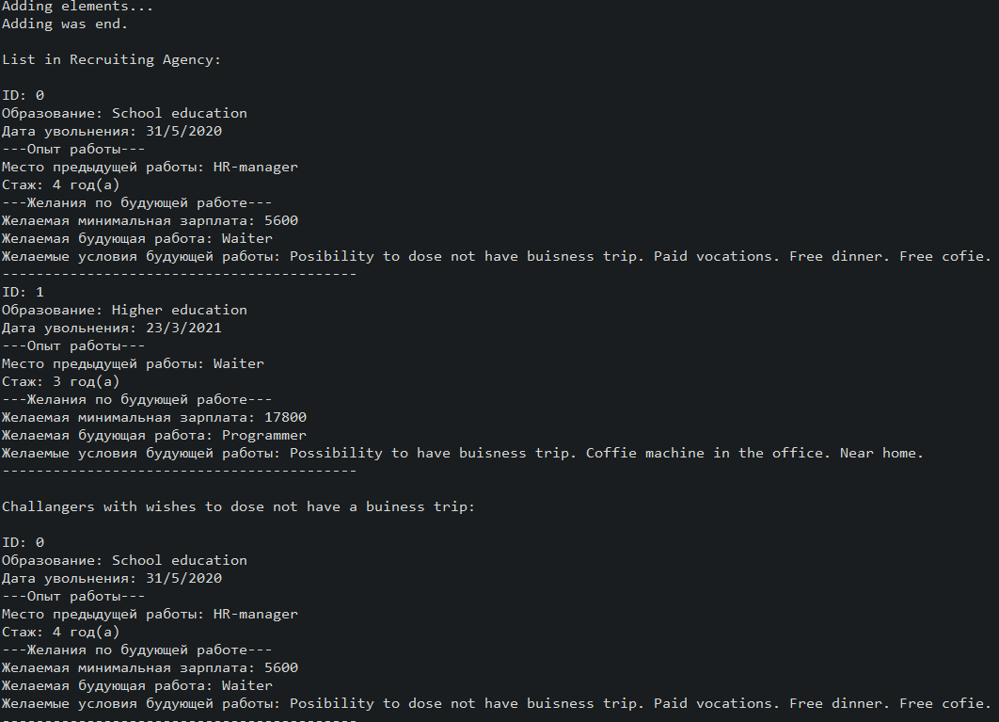 Adding elements...
Adding was end.
List in Recruiting Agency:
ID: 0
Образование: School education
Дата увольнения: 31/5/2020
---Опыт работы---
Место предыдущей работы: HR-manager
Стаж: 4 год(а)
---Желания по будующей работе---
Желаемая минимальная зарплата: 5600
Желаемая будующая работа: Waiter
Желаемые условия будующей работы: Posibility to dose not have buisness trip. Paid vocations. Free dinner. Free cofie.
------------------------------------------
ID: 1
Образование: Higher education
Дата увольнения: 23/3/2021
---Опыт работы---
Место предыдущей работы: Waiter
Стаж: 3 год(а)
---Желания по будующей работе---
Желаемая минимальная зарплата: 17800
Желаемая будующая работа: Programmer
Желаемые условия будующей работы: Possibility to have buisness trip. Coffie machine in the office. Near home.
------------------------------------------
Challangers with wishes to dose not have a buiness trip:
ID: 0
Образование: School education
Дата увольнения: 31/5/2020
---Опыт работы---
Место предыдущей работы: HR-manager
Стаж: 4 год(а)
---Желания по будующей работе---
Желаемая минимальная зарплата: 5600
Желаемая будующая работа: Waiter
Желаемые условия будующей работы: Posibility to dose not have buisness trip. Paid vocations. Free dinner. Free cofie.
------------------------------------------